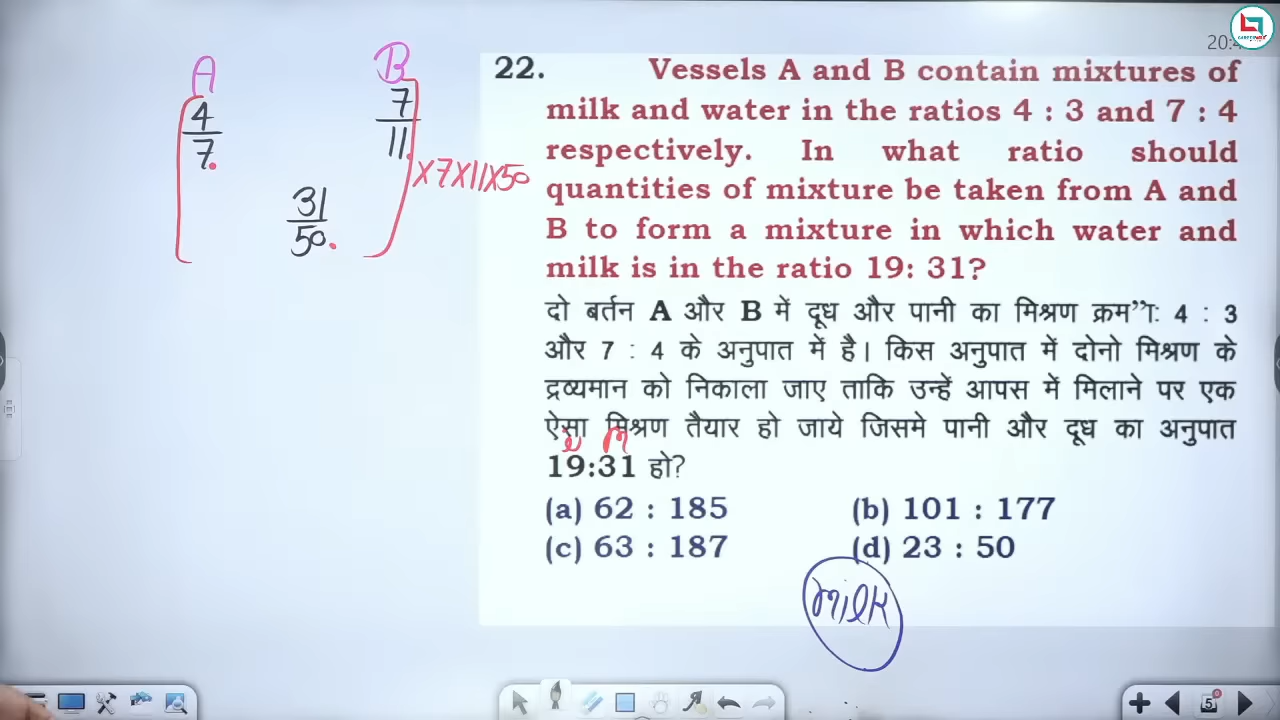 20:4
A
B
4
7
7
11
×7×11×50
31
50
22. Vessels A and B contain mixtures of
milk and water in the ratios 4 : 3 and 7 : 4
respectively. In what ratio should
quantities of mixture be taken from A and
B to form a mixture in which water and
milk is in the ratio 19: 31?
दो बर्तन A और B में दूध और पानी का मिश्रण क्रम”ा: 4 : 3
और 7 : 4 के अनुपात में है। किस अनुपात में दोनो मिश्रण के
द्रव्यमान को निकाला जाए ताकि उन्हें आपस में मिलाने पर एक
ऐसा मिश्रण तैयार हो जाये जिसमे पानी और दूध का अनुपात
19:31 हो?
(a) 62 : 185 (b) 101 : 177
(c) 63 : 187 (d) 23 : 50
milk